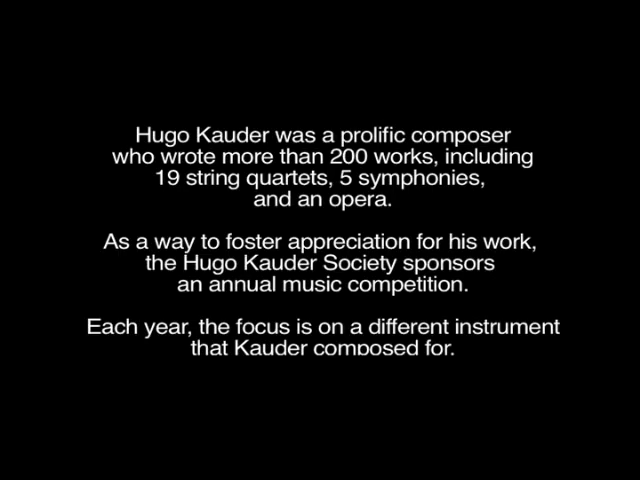 Hugo Kauder was a prolific composer
who wrote more than 200 works, including
19 string quartets, 5 symphonies,
and an opera.
As a way to foster appreciation for his work,
the Hugo Kauder Society sponsors
an annual music competition.
Each year, the focus is on a different instrument
that Kauder composed for.